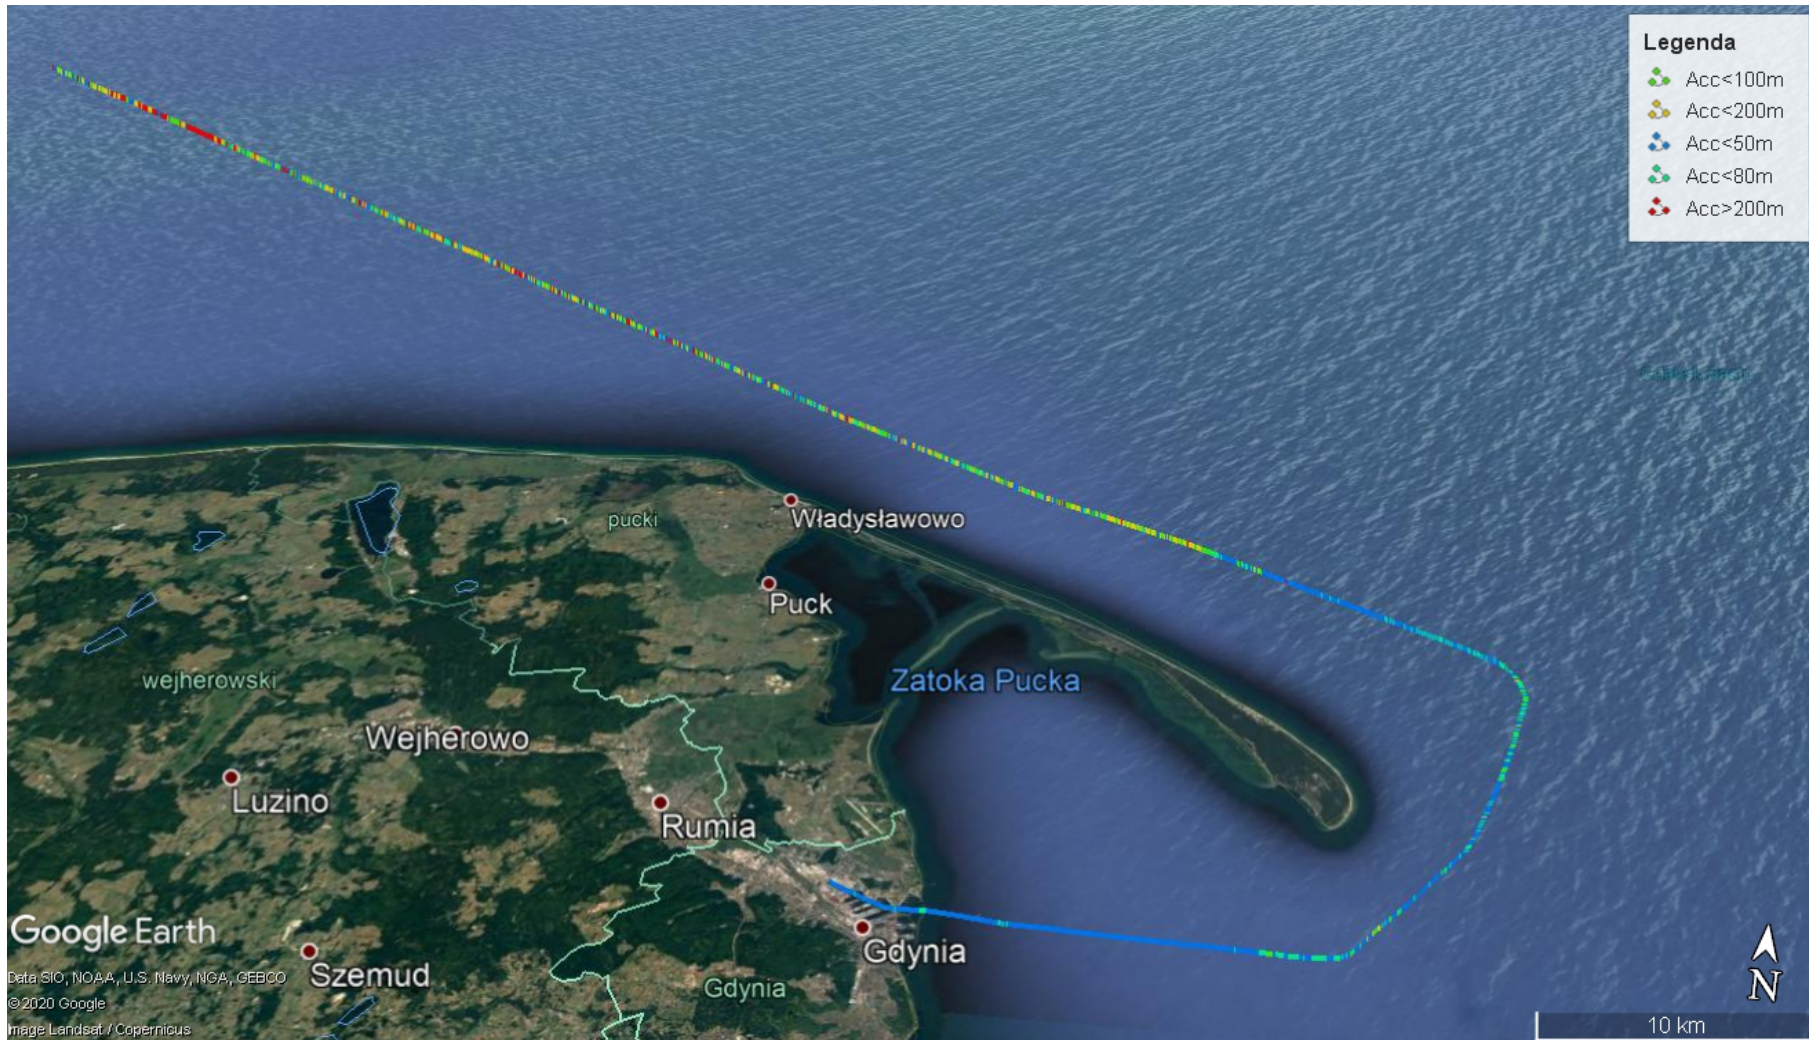 Legenda
Acc<100m
Acc<200m
Acc<50m
Acc<80m
Acc>200m
Władysławowo
pucki
Puck
Zatoka Pucka
wejherowski
Wejherowo
Luzino
Rumia
Google Earth
Gdynia
Szemud
Gdynia
Data SIO, NOAA, U.S. Navy, NGA, GEBCO
© 2020 Google
Image Landsat / Copernicus
N
10 km